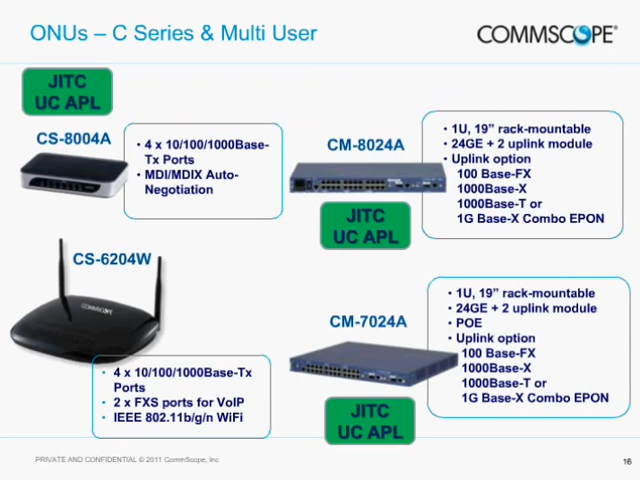 ONUs – C Series & Multi User
COMMSCOPE®
JITC
UC APL
CS-8004A
• 4 x 10/100/1000Base-
Tx Ports
• MDI/MDIX Auto-
Negotiation
CM-8024A
• 1U, 19” rack-mountable
• 24GE + 2 uplink module
• Uplink option
100 Base-FX
1000Base-X
1000Base-T or
1G Base-X Combo EPON
JITC
UC APL
CS-6204W
COMMSCOPE
• 4 x 10/100/1000Base-Tx
Ports
• 2 x FXS ports for VoIP
• IEEE 802.11b/g/n WiFi
CM-7024A
• 1U, 19” rack-mountable
• 24GE + 2 uplink module
• POE
• Uplink option
100 Base-FX
1000Base-X
1000Base-T or
1G Base-X Combo EPON
JITC
UC APL
PRIVATE AND CONFIDENTIAL © 2011 CommScope, Inc
16